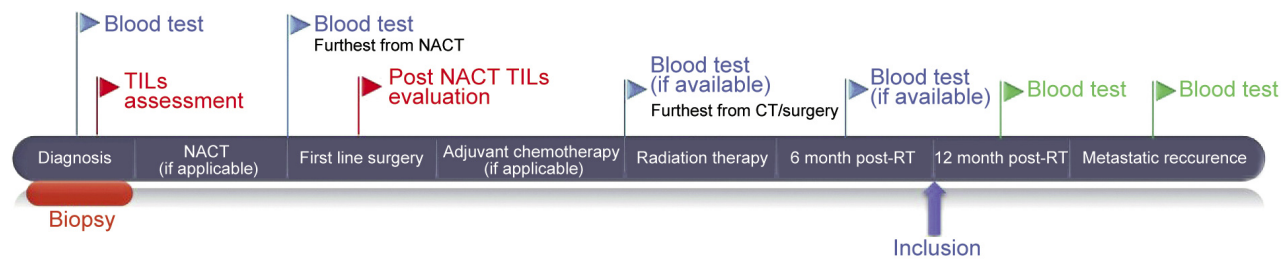 Blood test
TILs
assessment
Blood test
Furthest from NACT
Post NACT TILs
evaluation
Blood test
(if available)
Furthest from CT/surgery
Blood test
(if available)
Blood test
Blood test
Diagnosis
NACT
(if applicable)
First line surgery
Adjuvant chemotherapy
(if applicable)
Radiation therapy
6 month post-RT
12 month post-RT
Metastatic reccurence
Biopsy
Inclusion